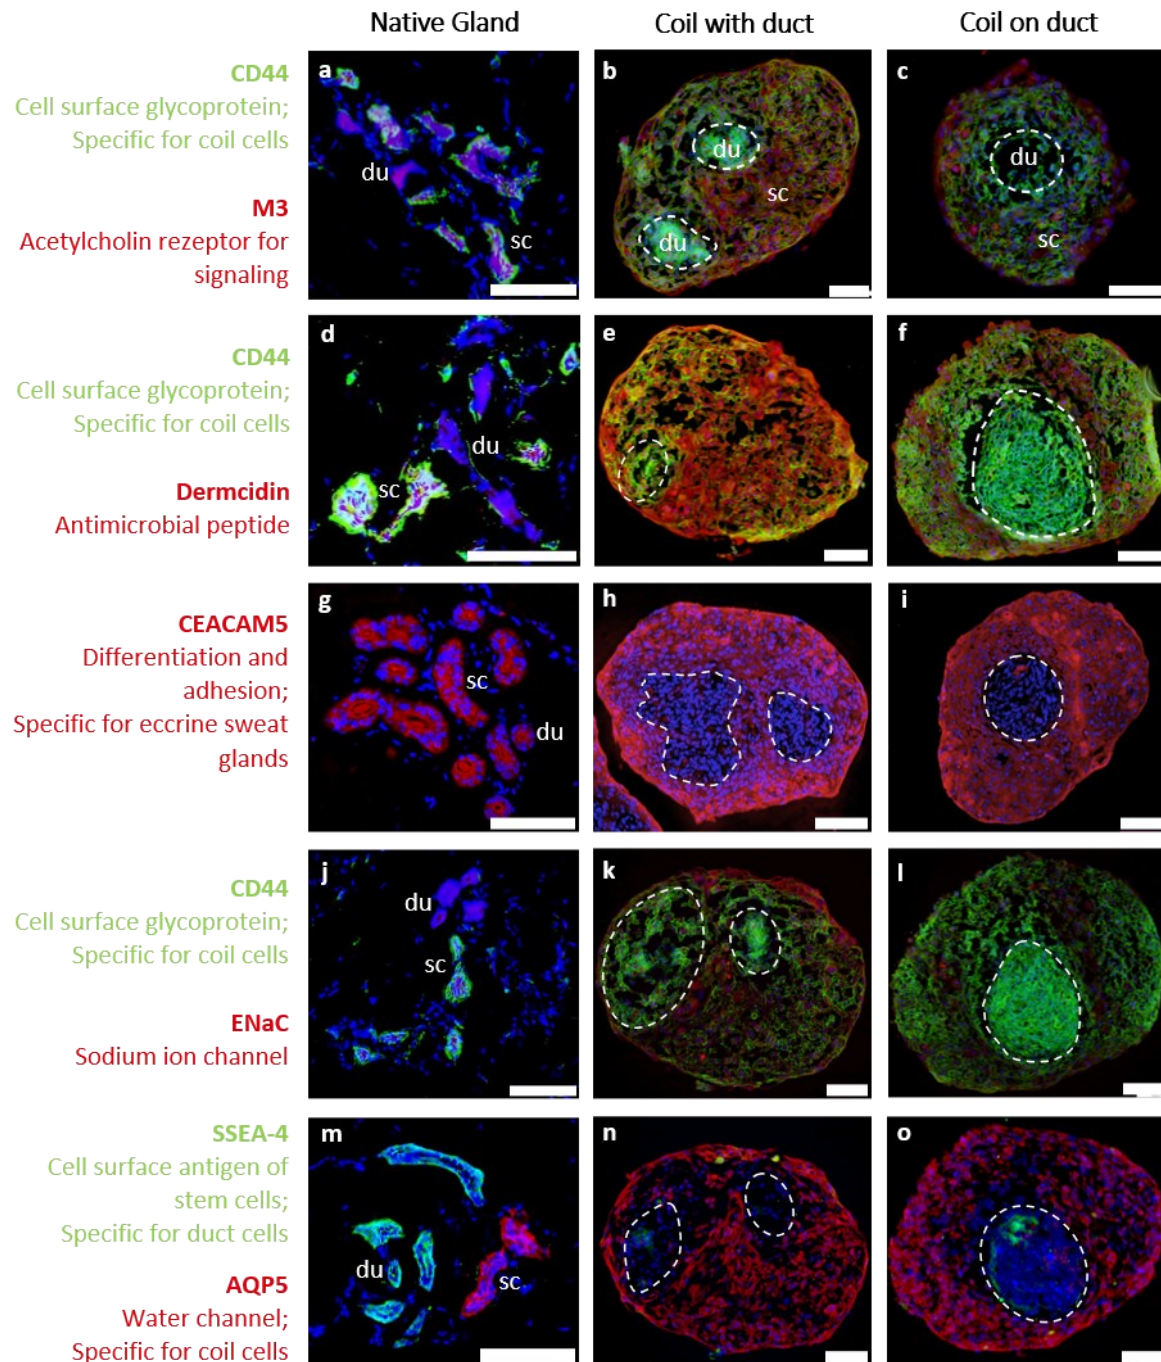 Native Gland
Coil with duct
Coil on duct
CD44
Cell surface glycoprotein;
Specific for coil cells
M3
Acetylcholin rezeptor for
signaling
a
du
sc
b
du
sc
du
c
du
sc
CD44
Cell surface glycoprotein;
Specific for coil cells
Dermcidin
Antimicrobial peptide
d
du
sc
e
f
CEACAM5
Differentiation and
adhesion;
Specific for eccrine sweat
glands
g
sc
du
h
i
CD44
Cell surface glycoprotein;
Specific for coil cells
ENaC
Sodium ion channel
j
du
sc
k
l
SSEA-4
Cell surface antigen of
stem cells;
Specific for duct cells
AQP5
Water channel;
Specific for coil cells
m
du
sc
n
o